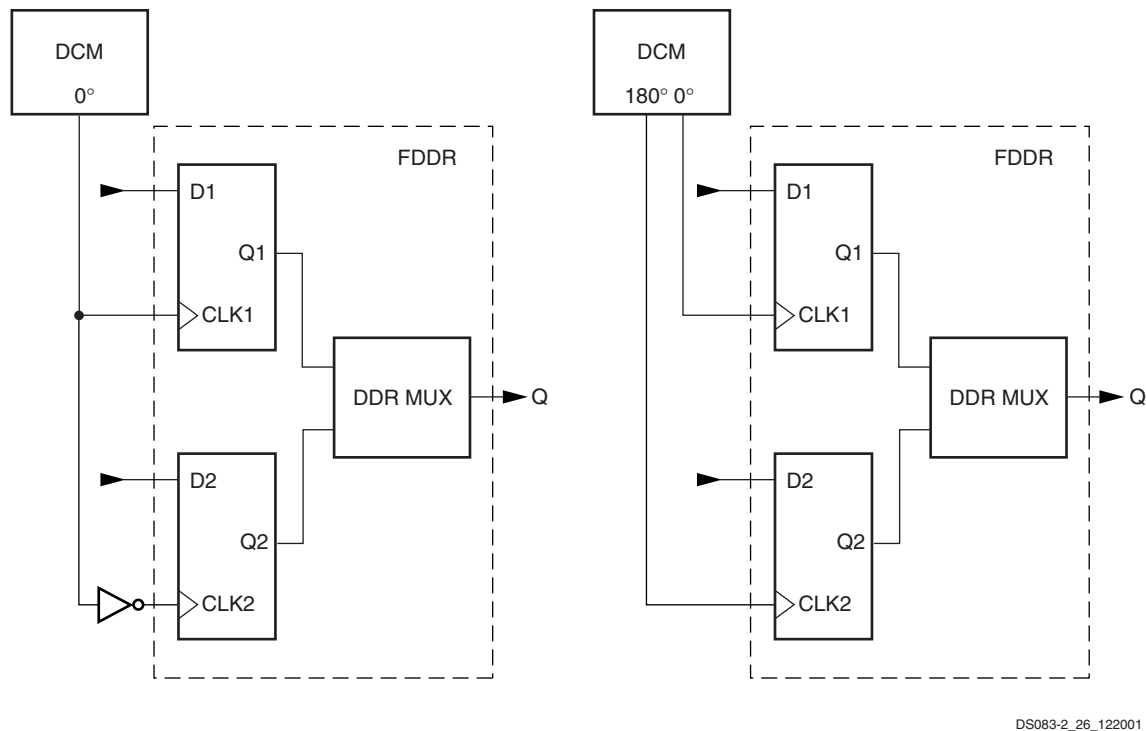 DCM
0°
FDDR
D1
Q1
CLK1
DDR MUX
Q
D2
Q2
CLK2
DCM
180° 0°
FDDR
D1
Q1
CLK1
DDR MUX
Q
D2
Q2
CLK2
DS083-2_26_122001